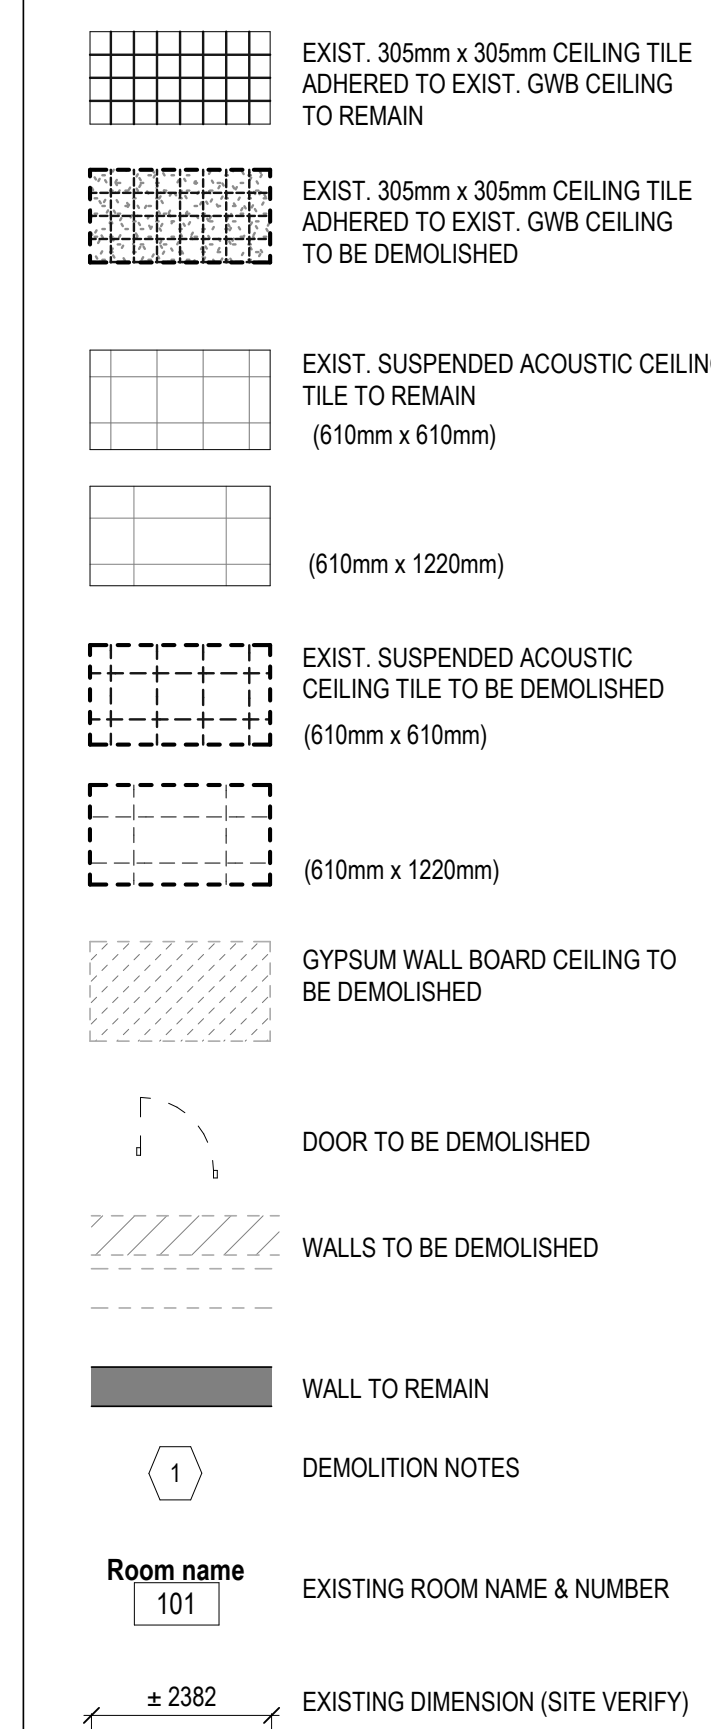 EXIST. 305mm x 305mm CEILING TILE
ADHERED TO EXIST. GWB CEILING
TO REMAIN
EXIST. 305mm x 305mm CEILING TILE
ADHERED TO EXIST. GWB CEILING
TO BE DEMOLISHED
EXIST. SUSPENDED ACOUSTIC CEILING
TILE TO REMAIN
(610mm x 610mm)
(610mm x 1220mm)
EXIST. SUSPENDED ACOUSTIC
CEILING TILE TO BE DEMOLISHED
(610mm x 610mm)
(610mm x 1220mm)
GYPSUM WALL BOARD CEILING TO
BE DEMOLISHED
DOOR TO BE DEMOLISHED
WALLS TO BE DEMOLISHED
WALL TO REMAIN
1 DEMOLITION NOTES
Room name
101 EXISTING ROOM NAME & NUMBER
± 2382 EXISTING DIMENSION (SITE VERIFY)